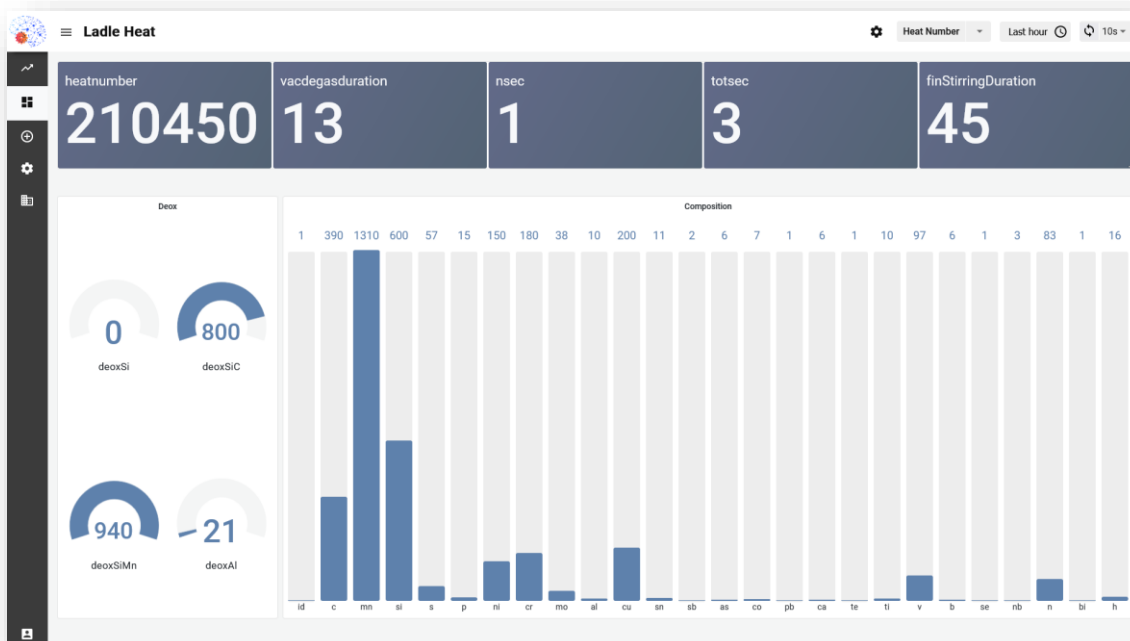 Ladle Heat
Heat Number
Last hour
10s
heatnumber
210450
vacdegasduration
13
nsec
1
totsec
3
finStirringDuration
45
Deox
0
deoxSi
800
deoxSiC
940
deoxSiMn
21
deoxAl
Composition
1 390 1310 600 57 15 150 180 38 10 200 11 2 6 7 1 6 1 10 97 6 1 3 83 1 16
id c mn si s p ni cr mo al cu sn sb as co pb ca te ti v b se nb n bi h